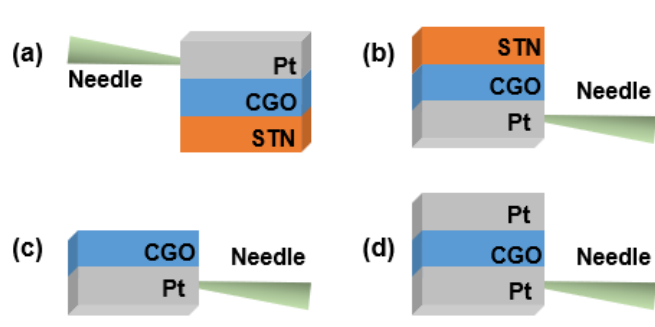 (a)
Needle
Pt
CGO
STN
(b)
STN
CGO
Pt
Needle
(c)
CGO
Pt
Needle
(d)
Pt
CGO
Pt
Needle